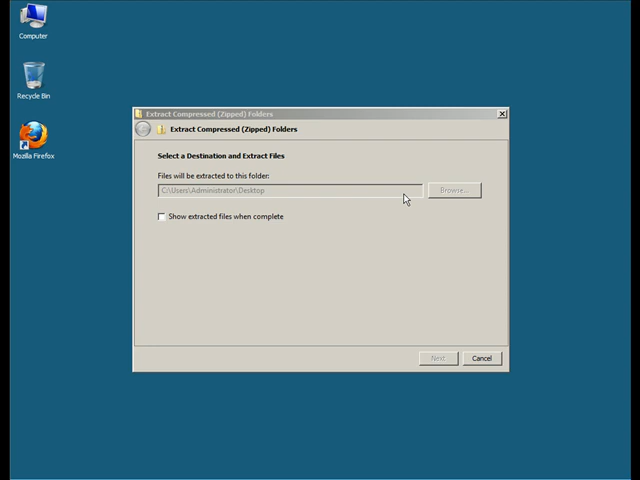 Computer
Recycle Bin
Mozilla Firefox
Extract Compressed (Zipped) Folders
Extract Compressed (Zipped) Folders
Select a Destination and Extract Files
Files will be extracted to this folder:
C:\Users\Administrator\Desktop
Browse...
Show extracted files when complete
Next
Cancel